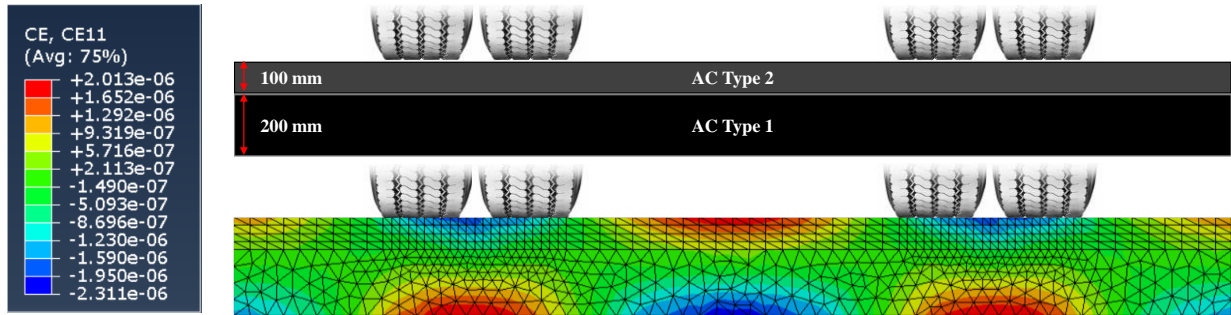 CE, CE11
(Avg: 75%)
+2.013e-06
+1.652e-06
+1.292e-06
+9.319e-07
+5.716e-07
+2.113e-07
-1.490e-07
-5.093e-07
-8.696e-07
-1.230e-06
-1.590e-06
-1.950e-06
-2.311e-06
100 mm
AC Type 2
200 mm
AC Type 1